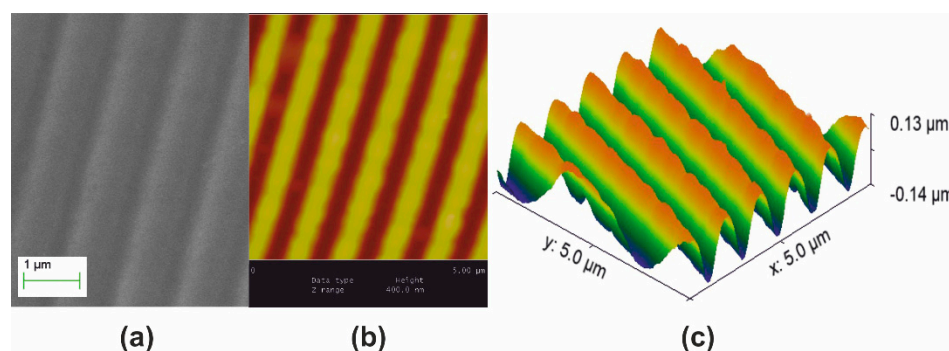 1 μm
0
5.00 μm
Data type Height
Z range 400.0 nm
0.13 μm
-0.14 μm
y: 5.0 μm
x: 5.0 μm
(a) (b) (c)